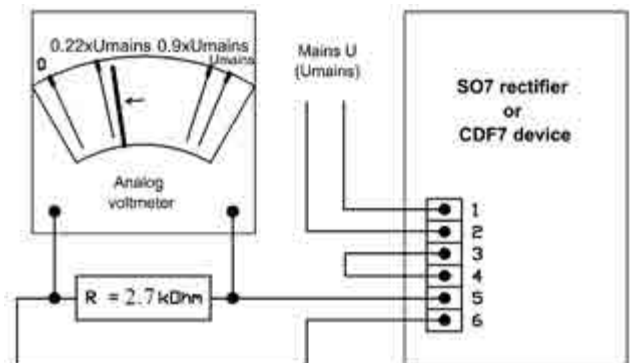 0 0.22xUmains 0.9xUmains
Umains
Analog
voltmeter
Mains U
(Umains)
SO7 rectifier
or
CDF7 device
R = 2.7 kOhm
1
2
3
4
5
6